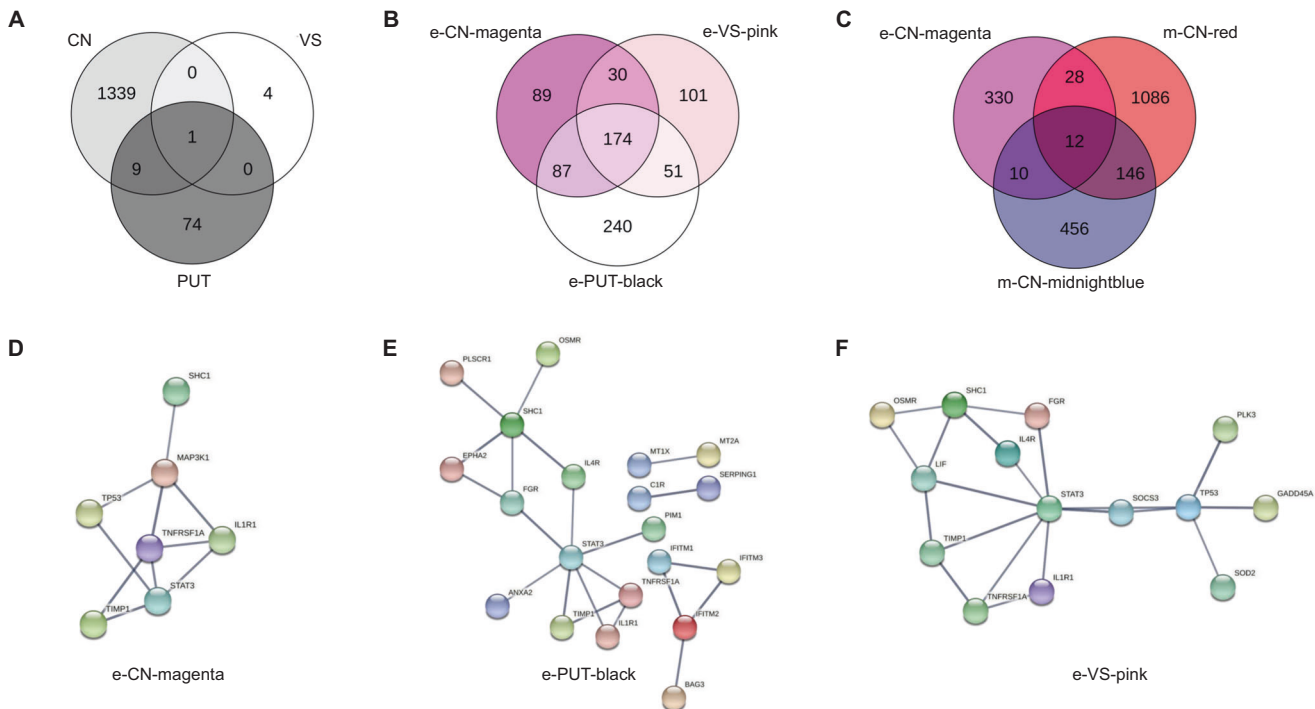 A
CN
VS
1339
0
4
1
9
0
74
PUT
B
e-CN-magenta
e-VS-pink
89
30
101
174
87
51
240
e-PUT-black
C
e-CN-magenta
m-CN-red
330
28
1086
12
10
146
456
m-CN-midnightblue
D
SHC1
MAP3K1
TP53
TNFRSF1A
IL1R1
STAT3
TIMP1
e-CN-magenta
E
OSMR
PLSCR1
SHC1
EPHA2
IL4R
FGR
MT1X
MT2A
C1R
SERPING1
PIM1
STAT3
IFITM1
IFITM3
TNFRSF1A
ANXA2
TIMP1
IL1R1
IFITM2
BAG3
e-PUT-black
F
OSMR
SHC1
FGR
IL4R
PLK3
LIF
STAT3
SOCS3
TP53
GADD45A
TIMP1
IL1R1
SOD2
TNFRSF1A
e-VS-pink